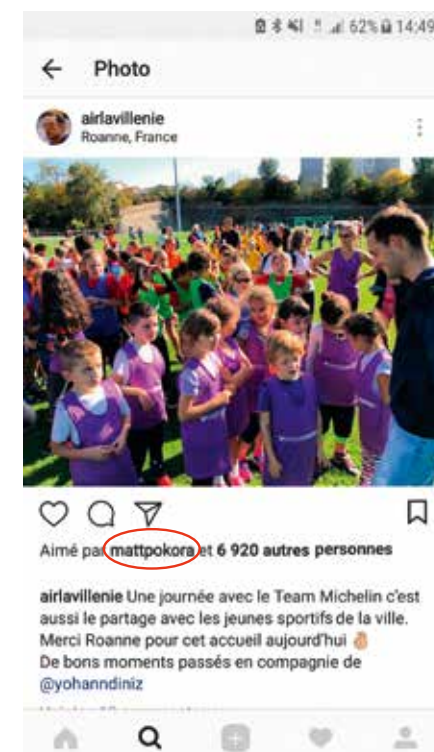 62% 14:49
Photo
airlavillenie
Roanne, France
Aimé par mattpokora et 6 920 autres personnes
airlavillenie Une journée avec le Team Michelin c'est
aussi le partage avec les jeunes sportifs de la ville.
Merci Roanne pour cet accueil aujourd'hui 👌🏼
De bons moments passés en compagnie de
@yohanndiniz